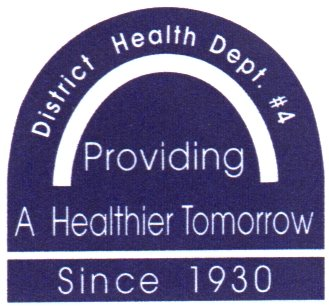 District Health Dept. #4
Providing
A Healthier Tomorrow
Since 1930